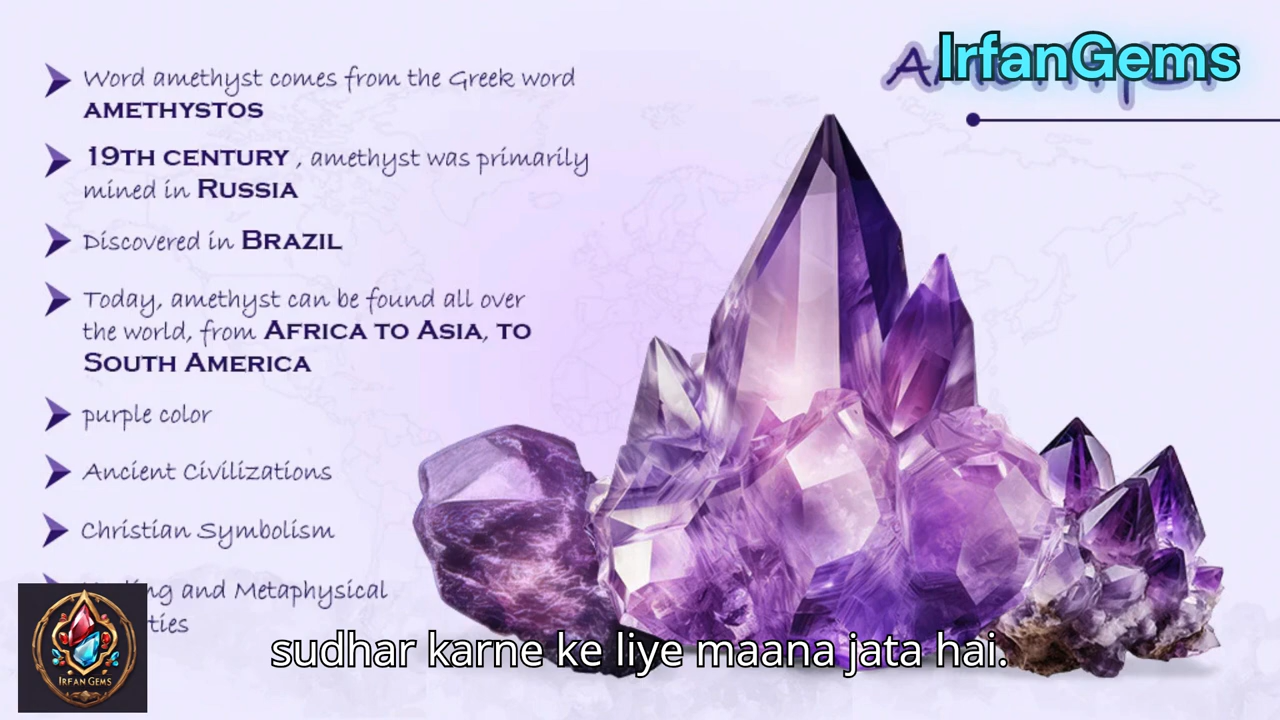 IrfanGems
Word amethyst comes from the Greek word
AMETHYSTOS
19TH CENTURY , amethyst was primarily
mined in RUSSIA
Discovered in BRAZIL
Today, amethyst can be found all over
the world, from AFRICA TO ASIA, TO
SOUTH AMERICA
purple color
Ancient Civilizations
Christian Symbolism
and Metaphysical
sudhar karne ke liye maana jata hai.
IRFAN GEMS